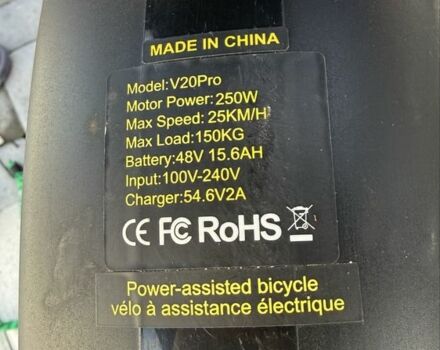 MADE IN CHINA
Model:V20Pro
Motor Power:250W
Max Speed: 25KM/H
Max Load:150KG
Battery:48V 15.6AH
Input:100V-240V
Charger:54.6V2A
CE FC RoHS
Power-assisted bicycle
vélo à assistance électrique